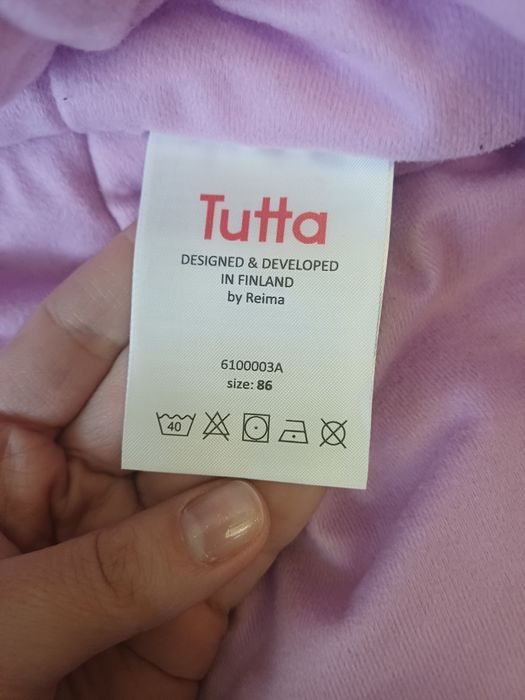 Tutta
DESIGNED & DEVELOPED
IN FINLAND
by Reima
6100003A
size: 86
40